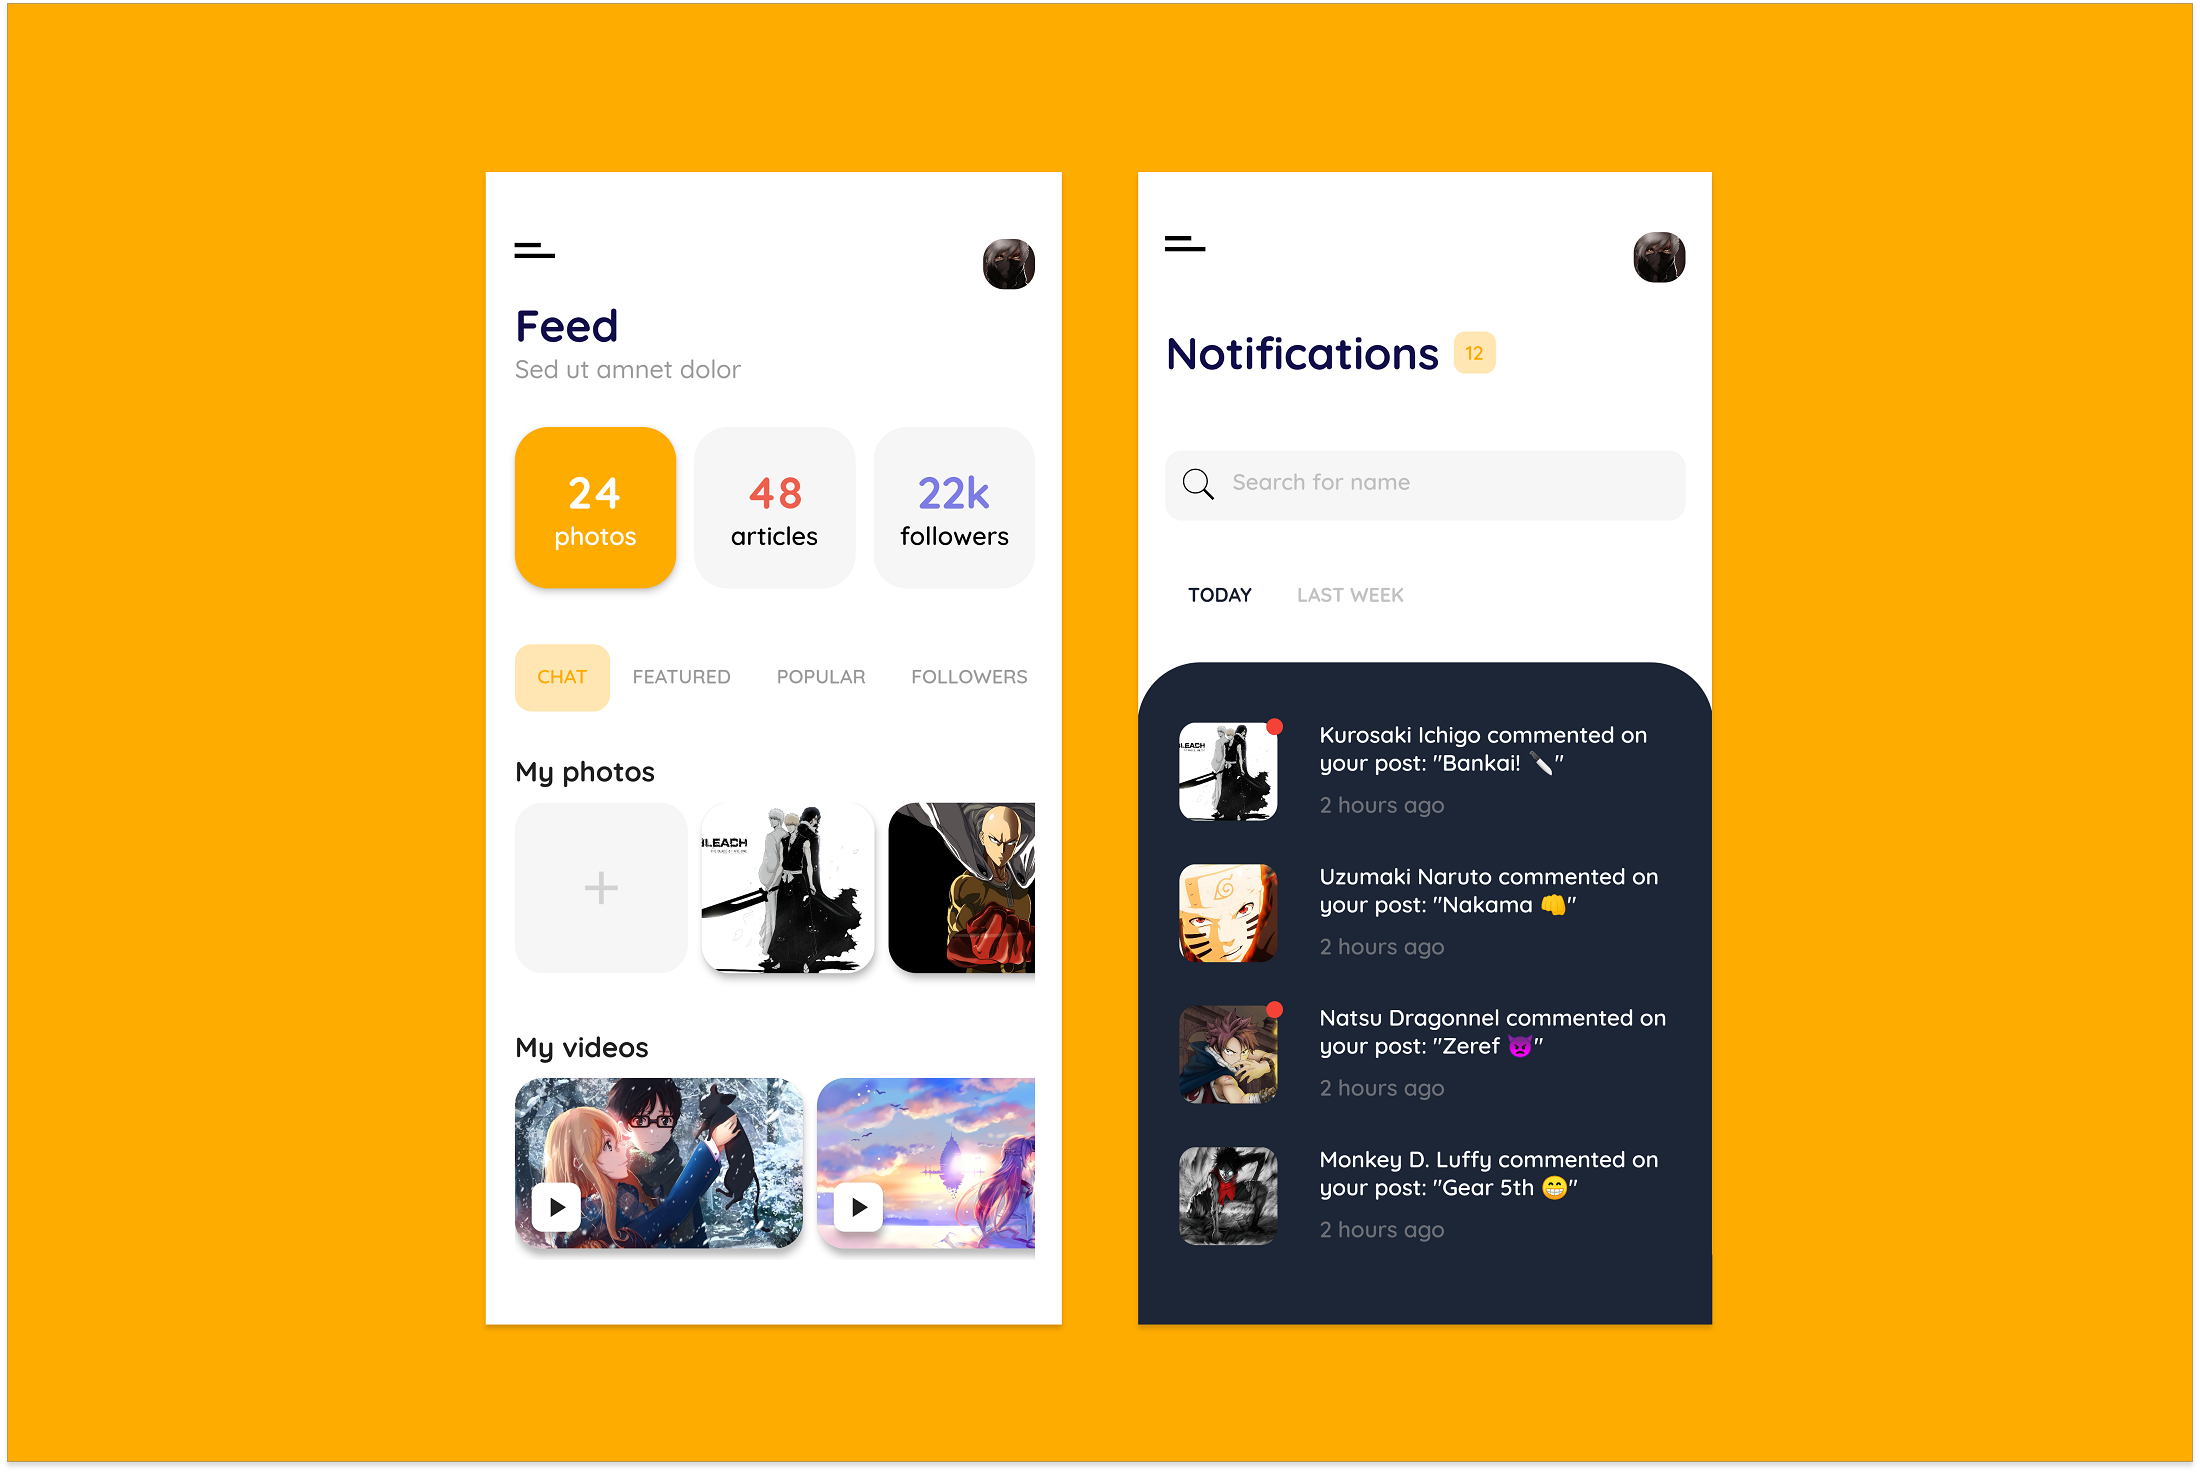 Feed
Sed ut amnet dolor
24
photos
48
articles
22k
followers
CHAT
FEATURED
POPULAR
FOLLOWERS
My photos
BLEACH
My videos
Notifications
12
Search for name
TODAY
LAST WEEK
LEACH
Kurosaki Ichigo commented on
your post: "Bankai! 🔪"
2 hours ago
Uzumaki Naruto commented on
your post: "Nakama 👊"
2 hours ago
Natsu Dragonnel commented on
your post: "Zeref 👿"
2 hours ago
Monkey D. Luffy commented on
your post: "Gear 5th 😁"
2 hours ago